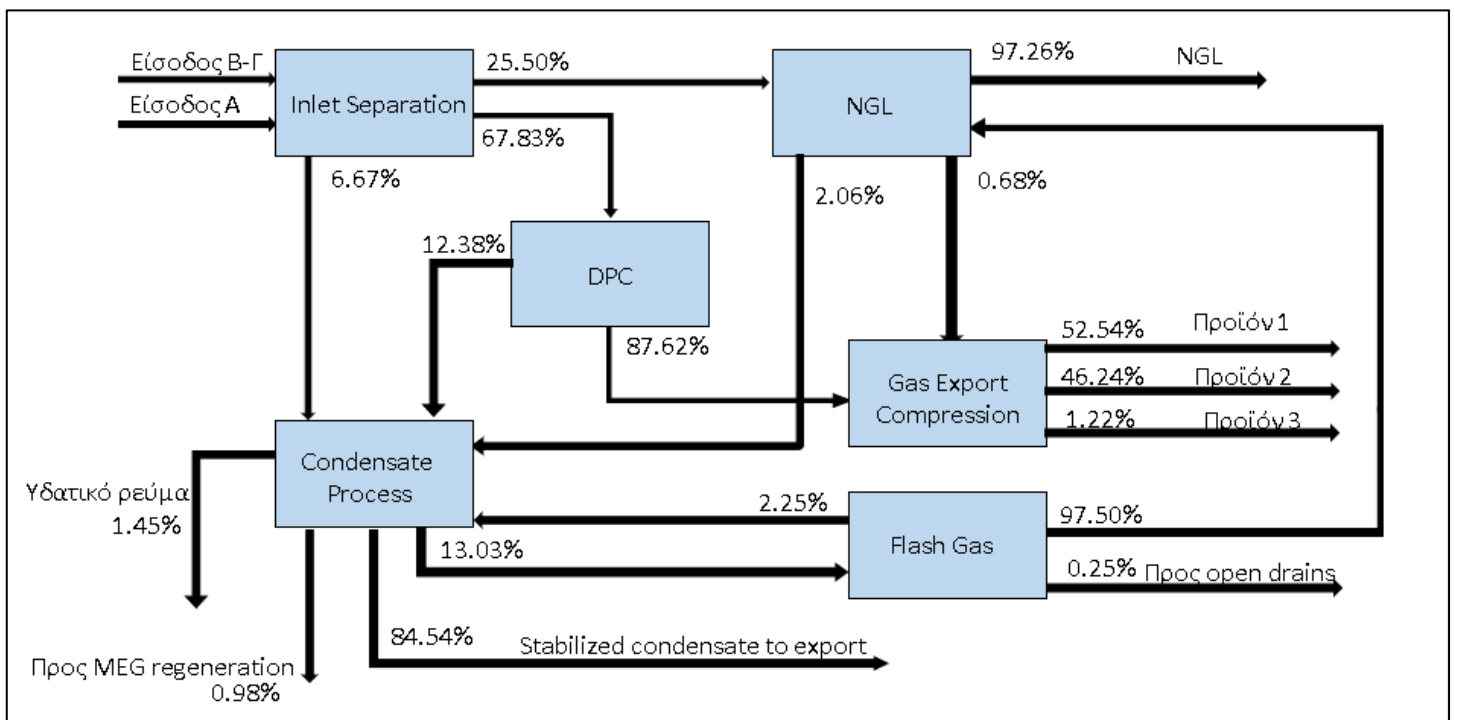 Είσοδος Β-Γ
Είσοδος Α
Inlet Separation
25.50%
67.83%
6.67%
NGL
97.26%
NGL
2.06%
0.68%
12.38%
DPC
87.62%
Gas Export
Compression
52.54%
Προϊόν 1
46.24%
Προϊόν 2
1.22%
Προϊόν 3
Condensate
Process
Υδατικό ρεύμα
1.45%
2.25%
13.03%
Flash Gas
97.50%
0.25%
Προς open drains
84.54%
Stabilized condensate to export
Προς MEG regeneration
0.98%